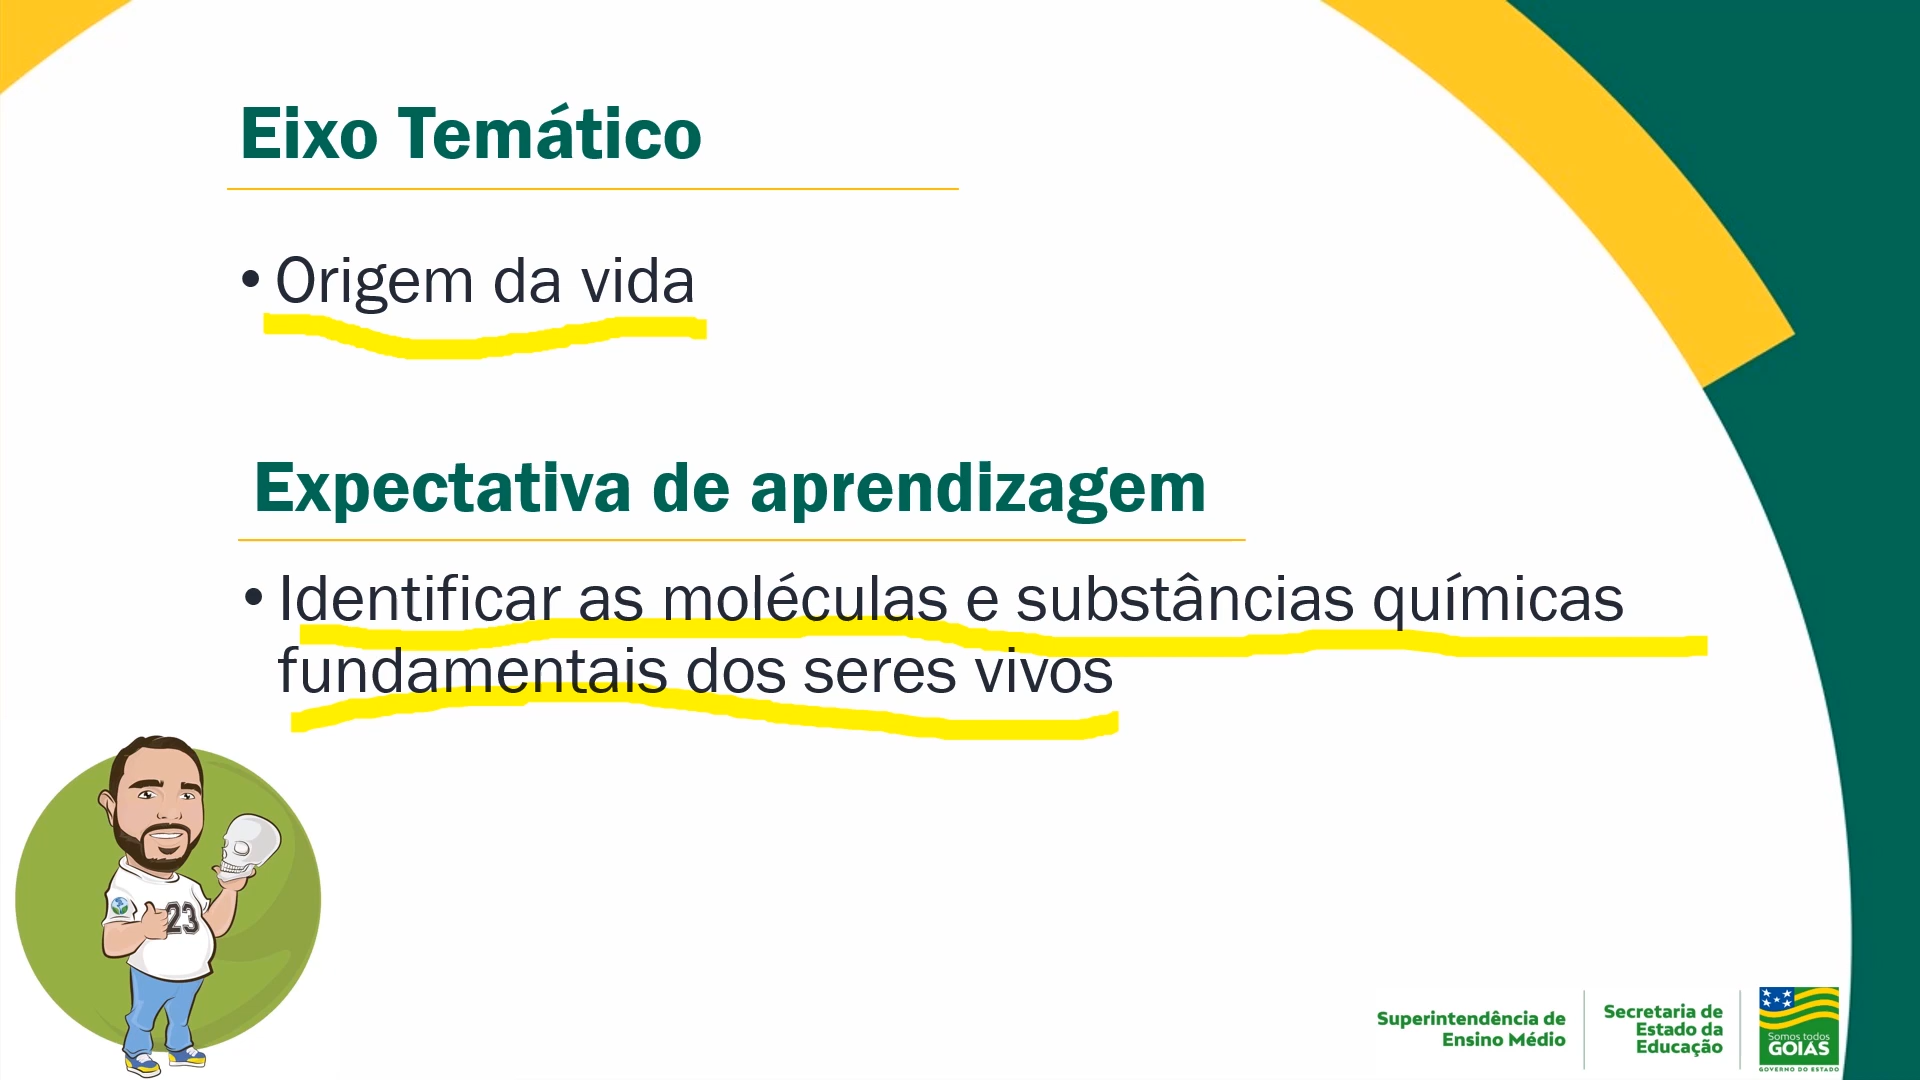 Eixo Temático
• Origem da vida
Expectativa de aprendizagem
• Identificar as moléculas e substâncias químicas
fundamentais dos seres vivos
23
Superintendência de
Ensino Médio
Secretaria de
Estado da
Educação
Somos todos
GOIÁS
GOVERNO DO ESTADO